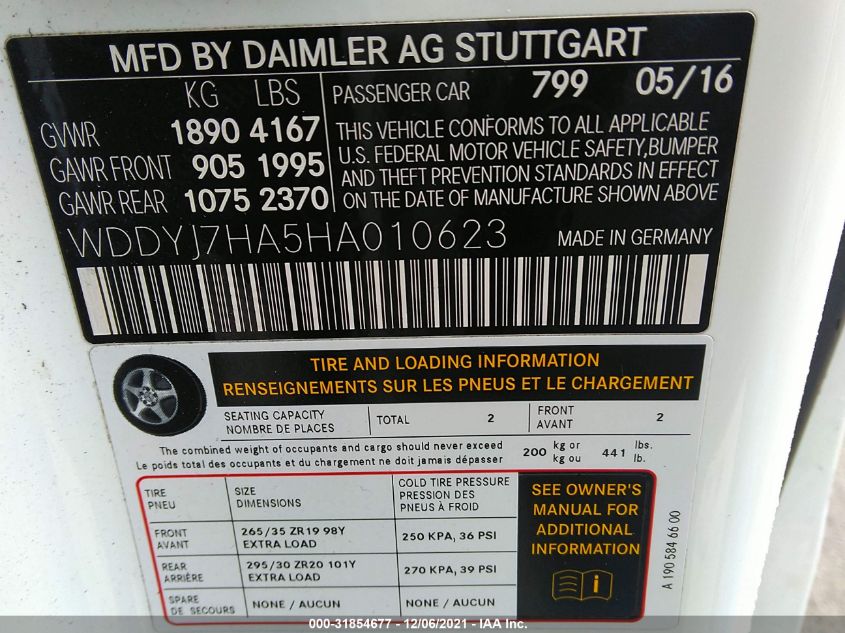 MFD BY DAIMLER AG STUTTGART
KG LBS
PASSENGER CAR 799 05/16
GVWR 1890 4167
GAWR FRONT 905 1995
GAWR REAR 1075 2370
THIS VEHICLE CONFORMS TO ALL APPLICABLE
U.S. FEDERAL MOTOR VEHICLE SAFETY, BUMPER
AND THEFT PREVENTION STANDARDS IN EFFECT
ON THE DATE OF MANUFACTURE SHOWN ABOVE
WDDYJ7HA5HA010623 MADE IN GERMANY
TIRE AND LOADING INFORMATION
RENSEIGNEMENTS SUR LES PNEUS ET LE CHARGEMENT
SEATING CAPACITY
NOMBRE DE PLACES
TOTAL 2
FRONT
AVANT
2
The combined weight of occupants and cargo should never exceed
Le poids total des occupants et du chargement ne doit jamais dépasser
200 kg or
kg ou
441 lbs.
lb.
TIRE
PNEU
SIZE
DIMENSIONS
COLD TIRE PRESSURE
PRESSION DES
PNEUS À FROID
FRONT
AVANT
265/35 ZR19 98Y
EXTRA LOAD
250 KPA, 36 PSI
REAR
ARRIÈRE
295/30 ZR20 101Y
EXTRA LOAD
270 KPA, 39 PSI
SPARE
DE SECOURS
NONE / AUCUN
NONE / AUCUN
SEE OWNER'S
MANUAL FOR
ADDITIONAL
INFORMATION
A 190 584 66 00
000-31854677 - 12/06/2021 - IAA Inc.